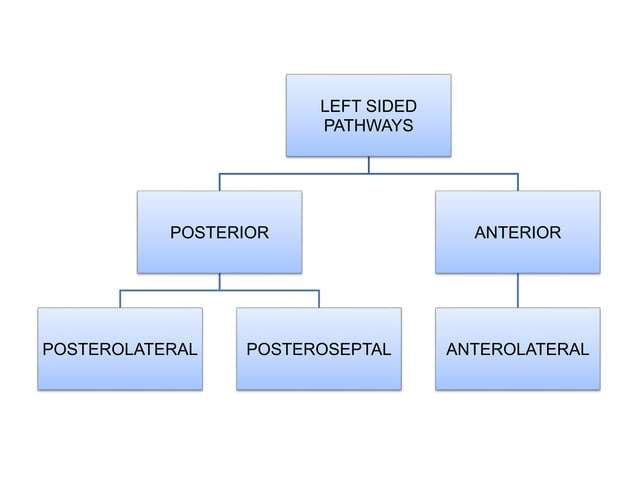 LEFT SIDED
PATHWAYS
POSTERIOR
ANTERIOR
POSTEROLATERAL
POSTEROSEPTAL
ANTEROLATERAL